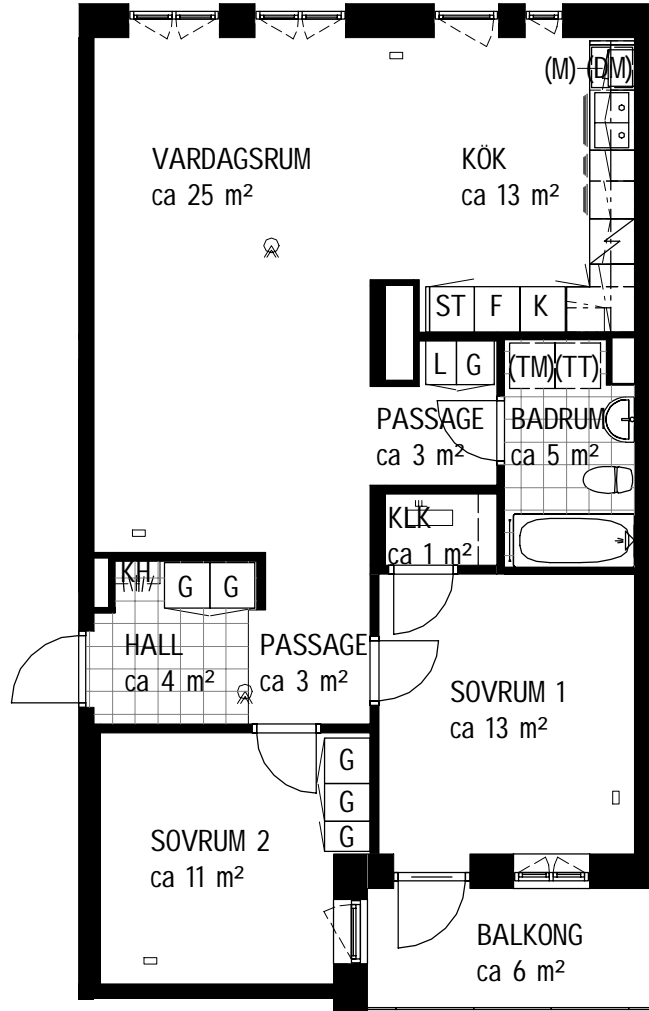 (M) (DM)
VARDAGSRUM
ca 25 m²
KÖK
ca 13 m²
ST F K
L G
(TM) (TT)
PASSAGE
ca 3 m²
BADRUM
ca 5 m²
KLK
ca 1 m²
KH
G G
HALL
ca 4 m²
PASSAGE
ca 3 m²
SOVRUM 1
ca 13 m²
G
G
G
SOVRUM 2
ca 11 m²
BALKONG
ca 6 m²